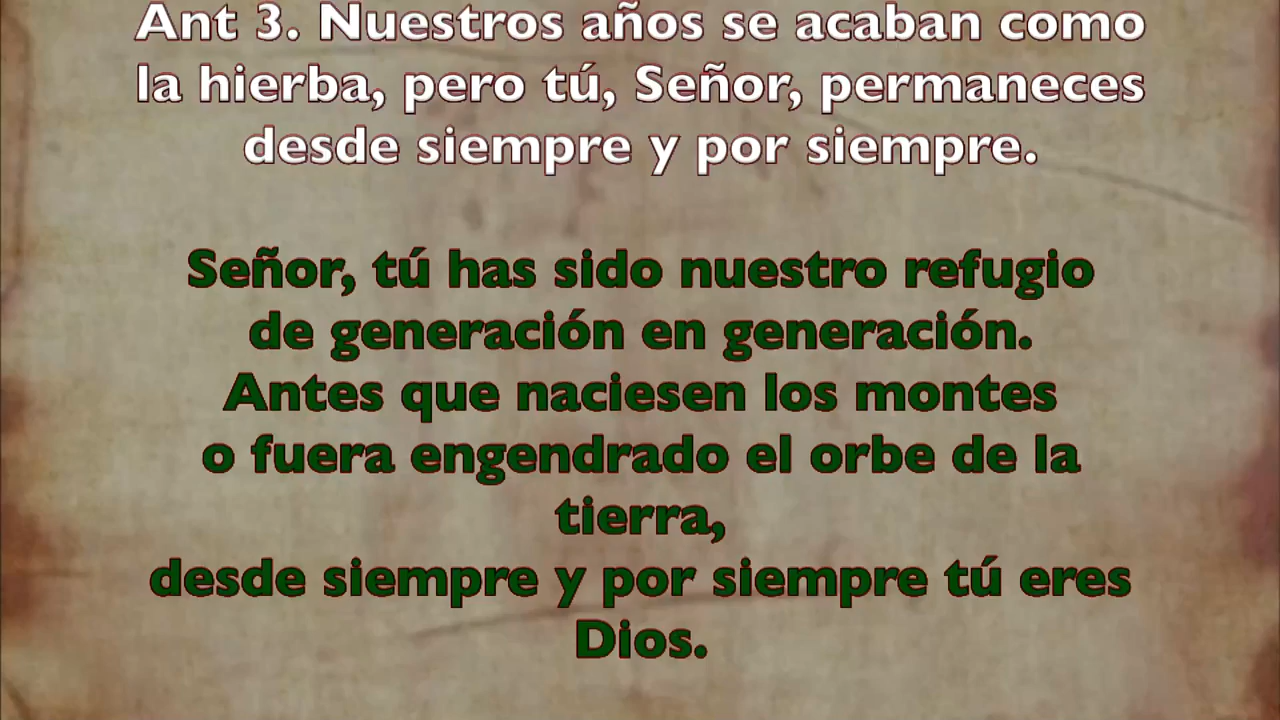 Ant 3. Nuestros años se acaban como
la hierba, pero tú, Señor, permaneces
desde siempre y por siempre.
Señor, tú has sido nuestro refugio
de generación en generación.
Antes que naciesen los montes
o fuera engendrado el orbe de la
tierra,
desde siempre y por siempre tú eres
Dios.